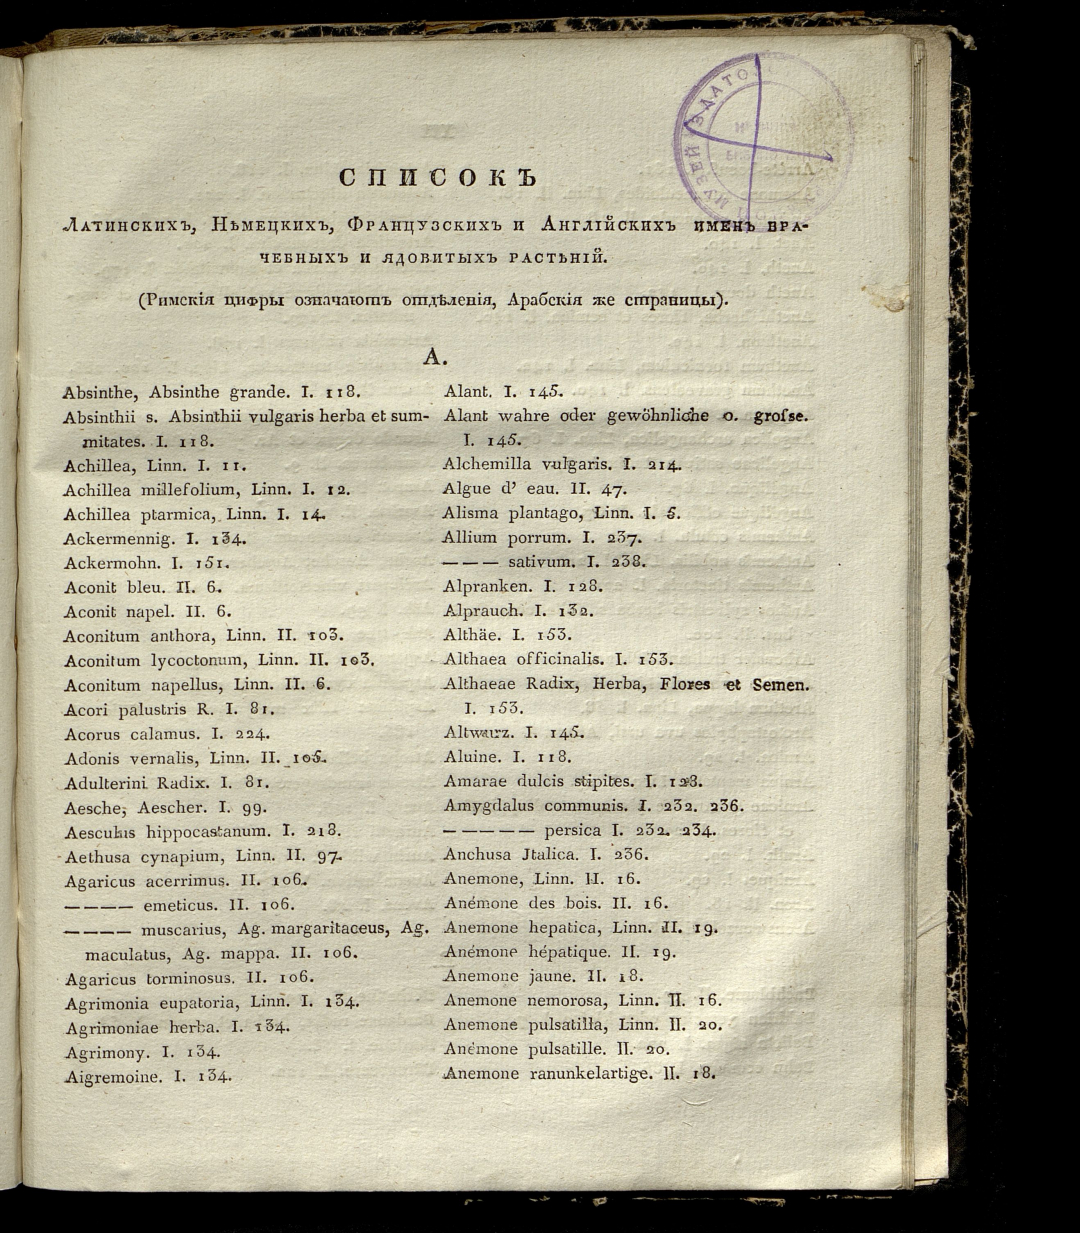 СПИСОКЪ
ЛАТИНСКИХЪ, НѢМЕЦКИХЪ, ФРАНЦУЗСКИХЪ И АНГЛІЙСКИХЪ ИМЕНЪ ВРА-
ЧЕБНЫХЪ И ЯДОВИТЫХЪ РАСТѢНІЙ.
(Римскія цифры означаютъ отдѣленія, Арабскія же страницы).
A.
Absinthe, Absinthe grande. I. 118.
Absinthii s. Absinthii vulgaris herba et sum-
mitates. I. 118.
Achillea, Linn. I. 11.
Achillea millefolium, Linn. I. 12.
Achillea ptarmica, Linn. I. 14.
Ackermennig. I. 134.
Ackermohn. I. 151.
Aconit bleu. II. 6.
Aconit napel. II. 6.
Aconitum anthora, Linn. II. 103.
Aconitum lycoctonum, Linn. II. 103.
Aconitum napellus, Linn. II. 6.
Acori palustris R. I. 81.
Acorus calamus. I. 224.
Adonis vernalis, Linn. II. 105.
Adulterini Radix. I. 81.
Aesche, Aescher. I. 99.
Aesculus hippocastanum. I. 218.
Aethusa cynapium, Linn. II. 97.
Agaricus acerrimus. II. 106.
———— emeticus. II. 106.
———— muscarius, Ag. margaritaceus, Ag.
maculatus, Ag. mappa. II. 106.
Agaricus torminosus. II. 106.
Agrimonia eupatoria, Linn. I. 134.
Agrimoniae herba. I. 134.
Agrimony. I. 134.
Aigremoine. I. 134.
Alant. I. 145.
Alant wahre oder gewöhnliche o. groſse.
I. 145.
Alchemilla vulgaris. I. 214.
Algue d' eau. II. 47.
Alisma plantago, Linn. I. 5.
Allium porrum. I. 237.
——— sativum. I. 238.
Alpranken. I. 128.
Alprauch. I. 132.
Althäe. I. 153.
Althaea officinalis. I. 153.
Althaeae Radix, Herba, Flores et Semen.
I. 153.
Altwurz. I. 145.
Aluine. I. 118.
Amarae dulcis stipites. I. 128.
Amygdalus communis. I. 232. 236.
————— persica I. 232. 234.
Anchusa Jtalica. I. 236.
Anemone, Linn. II. 16.
Anémone des bois. II. 16.
Anemone hepatica, Linn. II. 19.
Anémone hépatique. II. 19.
Anemone jaune. II. 18.
Anemone nemorosa, Linn. II. 16.
Anemone pulsatilla, Linn. II. 20.
Anémone pulsatille. II. 20.
Anemone ranunkelartige. II. 18.